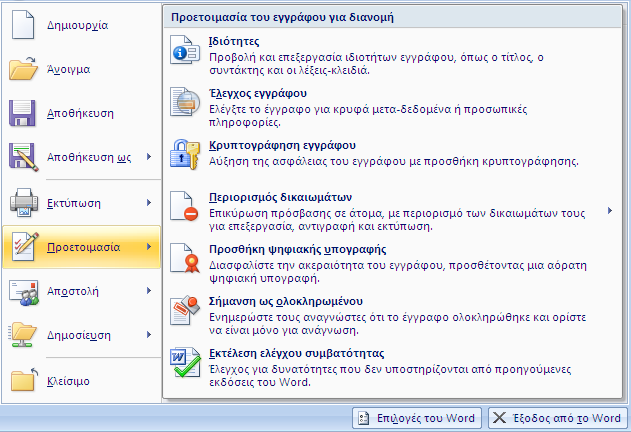 Δημιουργία
Άνοιγμα
Αποθήκευση
Αποθήκευση ως
Εκτύπωση
Προετοιμασία
Αποστολή
Δημοσίευση
Κλείσιμο
Προετοιμασία του εγγράφου για διανομή
Ιδιότητες
Προβολή και επεξεργασία ιδιοτήτων εγγράφου, όπως ο τίτλος, ο
συντάκτης και οι λέξεις-κλειδιά.
Έλεγχος εγγράφου
Ελέγξτε το έγγραφο για κρυφά μετα-δεδομένα ή προσωπικές
πληροφορίες.
Κρυπτογράφηση εγγράφου
Αύξηση της ασφάλειας του εγγράφου με προσθήκη κρυπτογράφησης.
Περιορισμός δικαιωμάτων
Επικύρωση πρόσβασης σε άτομα, με περιορισμό των δικαιωμάτων τους
για επεξεργασία, αντιγραφή και εκτύπωση.
Προσθήκη ψηφιακής υπογραφής
Διασφαλίστε την ακεραιότητα του εγγράφου, προσθέτοντας μια αόρατη
ψηφιακή υπογραφή.
Σήμανση ως ολοκληρωμένου
Ενημερώστε τους αναγνώστες ότι το έγγραφο ολοκληρώθηκε και ορίστε
να είναι μόνο για ανάγνωση.
Εκτέλεση ελέγχου συμβατότητας
Έλεγχος για δυνατότητες που δεν υποστηρίζονται από προηγούμενες
εκδόσεις του Word.
Επιλογές του Word
Έξοδος από το Word